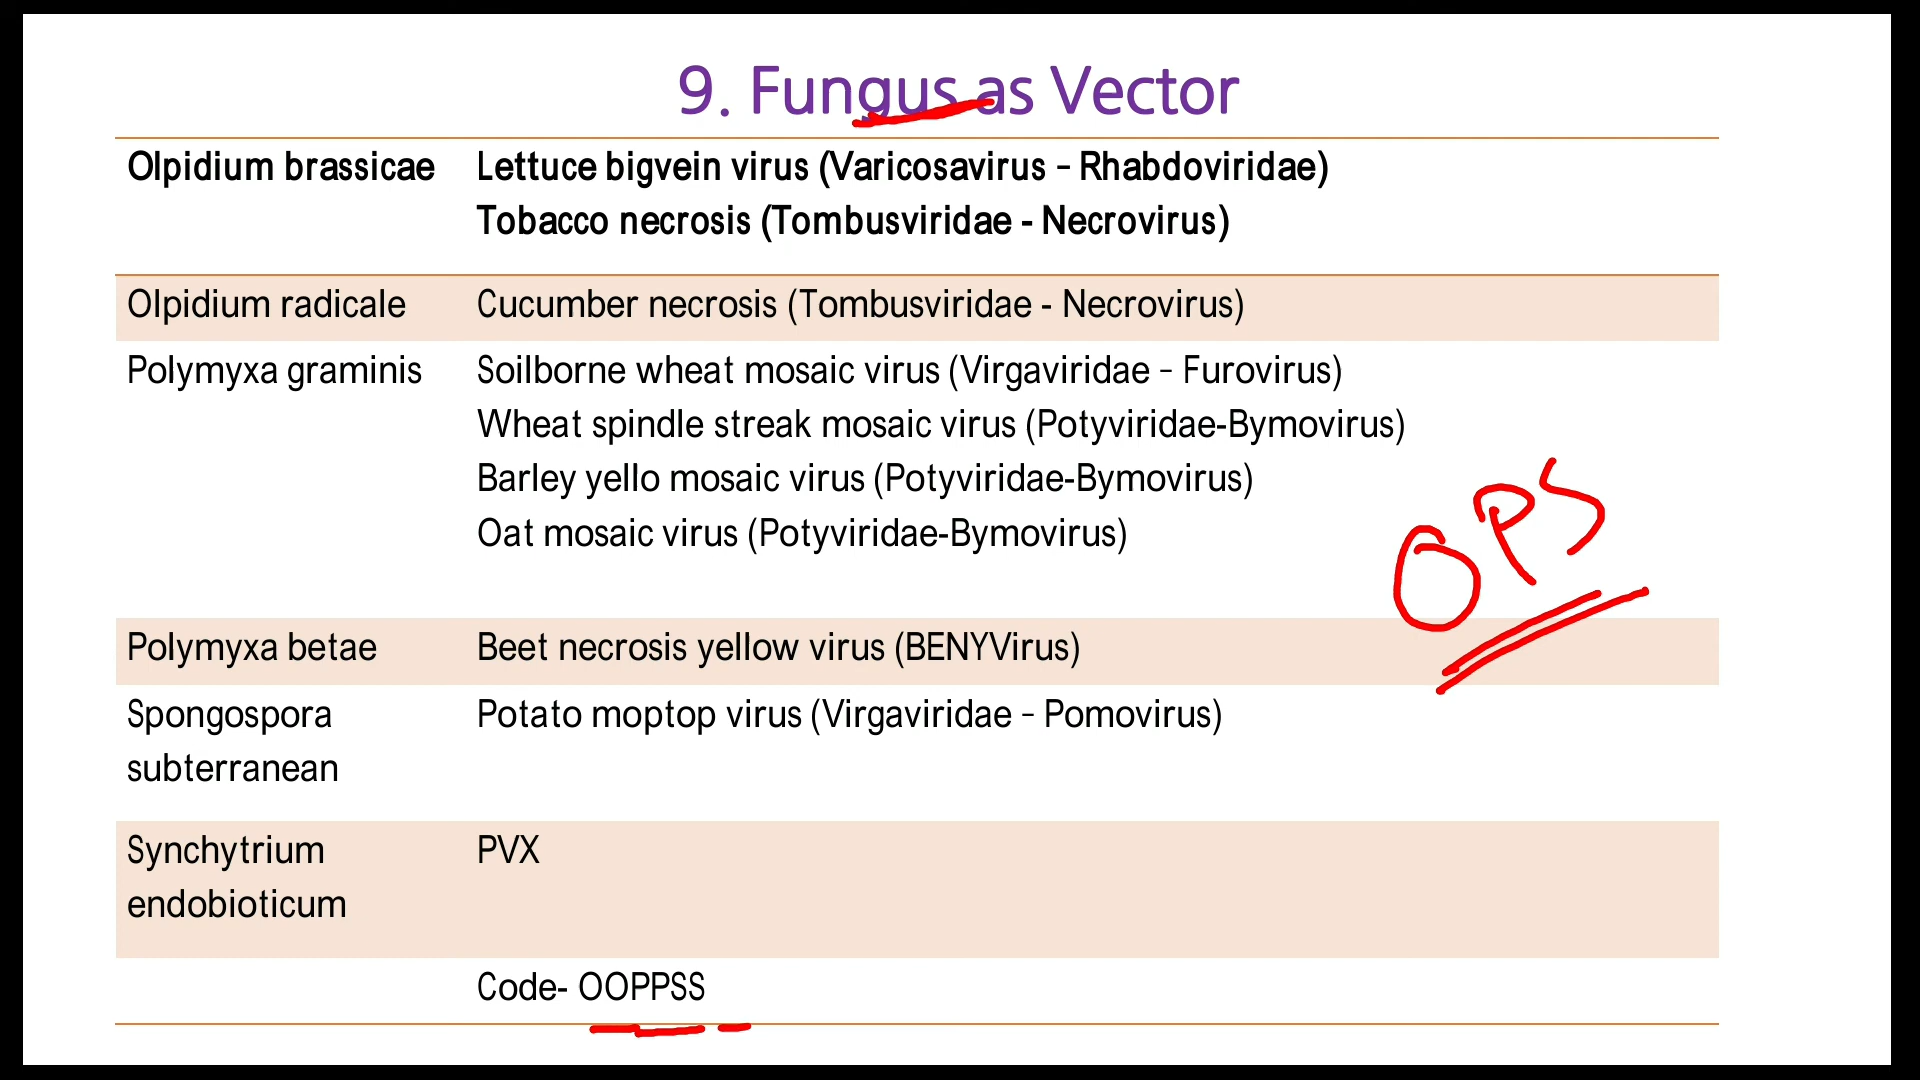 9. Fungus as Vector
Olpidium brassicae Lettuce bigvein virus (Varicosavirus – Rhabdoviridae)
Tobacco necrosis (Tombusviridae - Necrovirus)
Olpidium radicale Cucumber necrosis (Tombusviridae - Necrovirus)
Polymyxa graminis Soilborne wheat mosaic virus (Virgaviridae – Furovirus)
Wheat spindle streak mosaic virus (Potyviridae-Bymovirus)
Barley yello mosaic virus (Potyviridae-Bymovirus)
Oat mosaic virus (Potyviridae-Bymovirus)
OPS
Polymyxa betae Beet necrosis yellow virus (BENYVirus)
Spongospora Potato moptop virus (Virgaviridae – Pomovirus)
subterranean
Synchytrium PVX
endobioticum
Code- OOPPSS